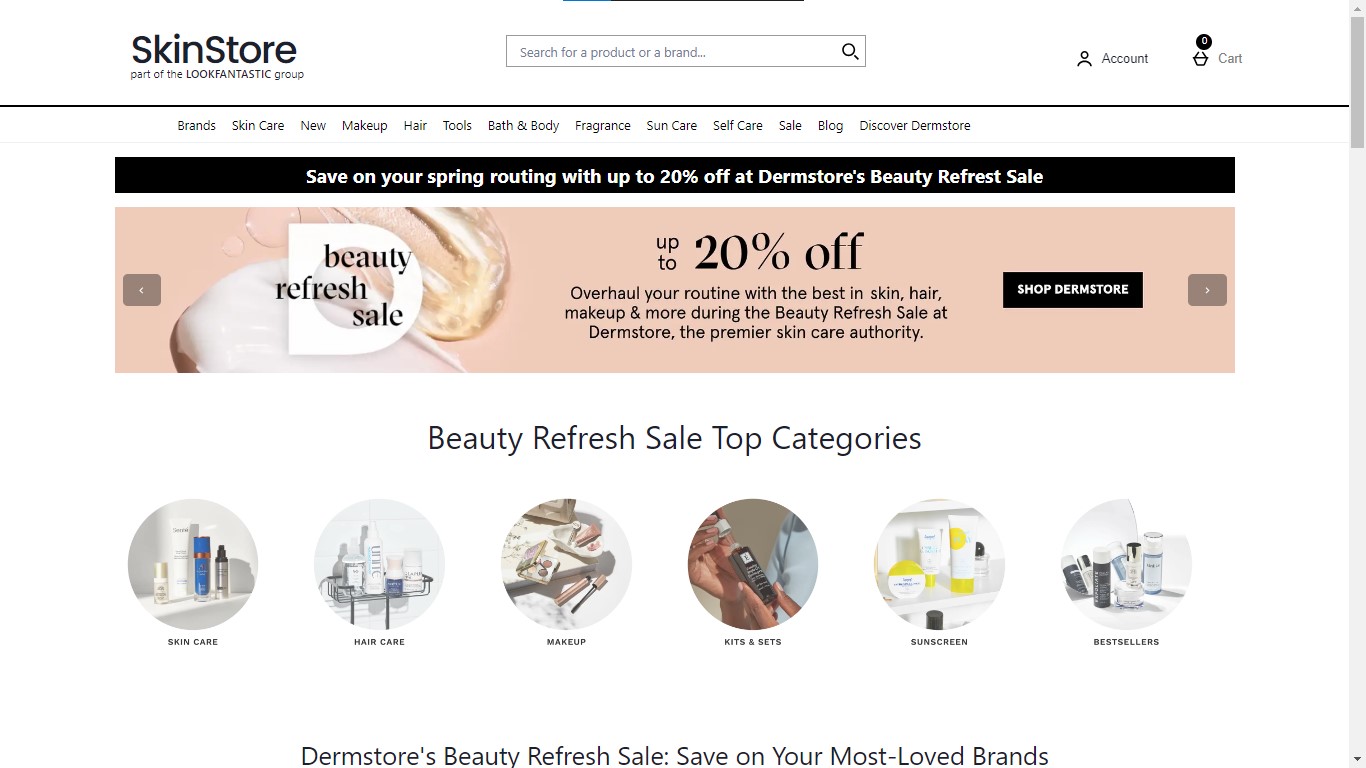 SkinStore
part of the LOOKFANTASTIC group
Search for a product or a brand...
Account
0
Cart
Brands Skin Care New Makeup Hair Tools Bath & Body Fragrance Sun Care Self Care Sale Blog Discover Dermstore
Save on your spring routing with up to 20% off at Dermstore's Beauty Refrest Sale
beauty
refresh
sale
up to 20% off
Overhaul your routine with the best in skin, hair,
makeup & more during the Beauty Refresh Sale at
Dermstore, the premier skin care authority.
SHOP DERMSTORE
Beauty Refresh Sale Top Categories
SKIN CARE
HAIR CARE
MAKEUP
KITS & SETS
SUNSCREEN
BESTSELLERS
Dermstore's Beauty Refresh Sale: Save on Your Most-Loved Brands